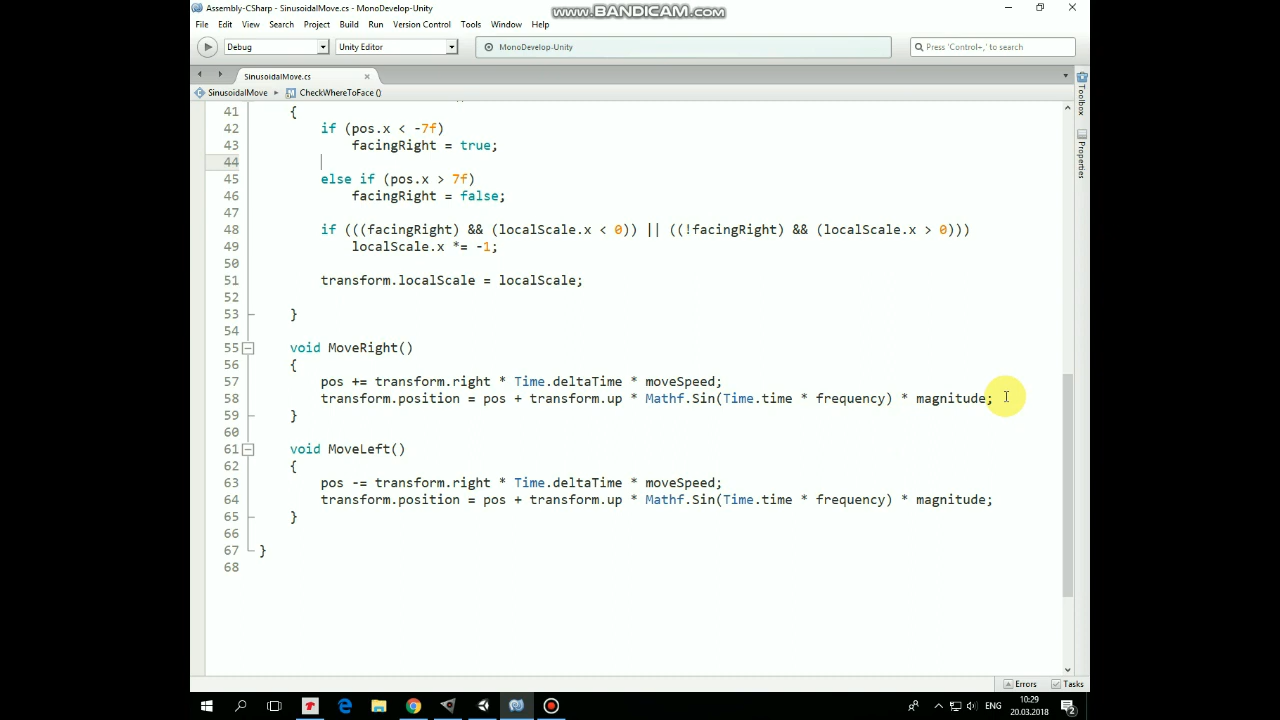 www.BANDICAM.com
Assembly-CSharp - SinusoidalMove.cs - MonoDevelop-Unity
File Edit View Search Project Build Run Version Control Tools Window Help
Debug Unity Editor MonoDevelop-Unity Press 'Control+,' to search
SinusoidalMove.cs
SinusoidalMove CheckWhereToFace ()
Toolbox
Properties
41 {
42 if (pos.x < -7f)
43 facingRight = true;
44
45 else if (pos.x > 7f)
46 facingRight = false;
47
48 if (((facingRight) && (localScale.x < 0)) || ((!facingRight) && (localScale.x > 0)))
49 localScale.x *= -1;
50
51 transform.localScale = localScale;
52
53 }
54
55 void MoveRight()
56 {
57 pos += transform.right * Time.deltaTime * moveSpeed;
58 transform.position = pos + transform.up * Mathf.Sin(Time.time * frequency) * magnitude;
59 }
60
61 void MoveLeft()
62 {
63 pos -= transform.right * Time.deltaTime * moveSpeed;
64 transform.position = pos + transform.up * Mathf.Sin(Time.time * frequency) * magnitude;
65 }
66
67 }
68
Errors Tasks
ENG 10:29
20.03.2018 2